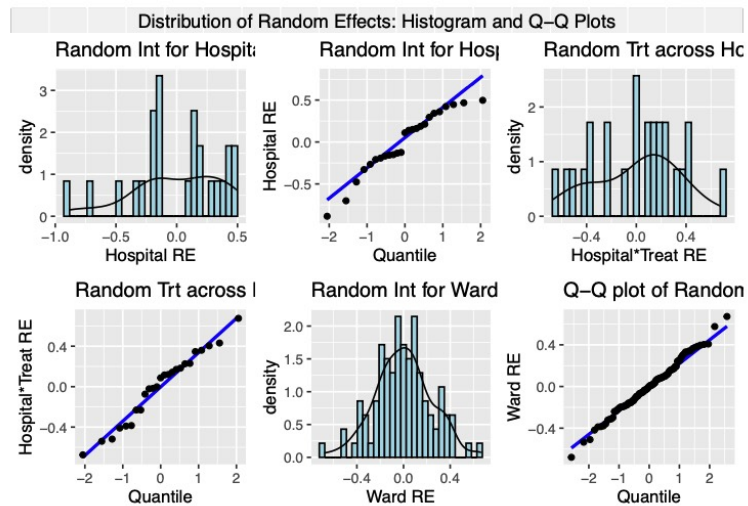 Distribution of Random Effects: Histogram and Q−Q Plots
Random Int for Hospita
density
3
2
1
0
−1.0 −0.5 0.0 0.5
Hospital RE
Random Int for Hosp
Hospital RE
0.5
0.0
−0.5
−2 −1 0 1 2
Quantile
Random Trt across Ho
density
2
1
0
−0.4 0.0 0.4
Hospital*Treat RE
Random Trt across
Hospital*Treat RE
0.4
0.0
−0.4
−2 −1 0 1 2
Quantile
Random Int for Ward
density
2.0
1.5
1.0
0.5
0.0
−0.4 0.0 0.4
Ward RE
Q−Q plot of Random
Ward RE
0.4
0.0
−0.4
−2 −1 0 1 2
Quantile